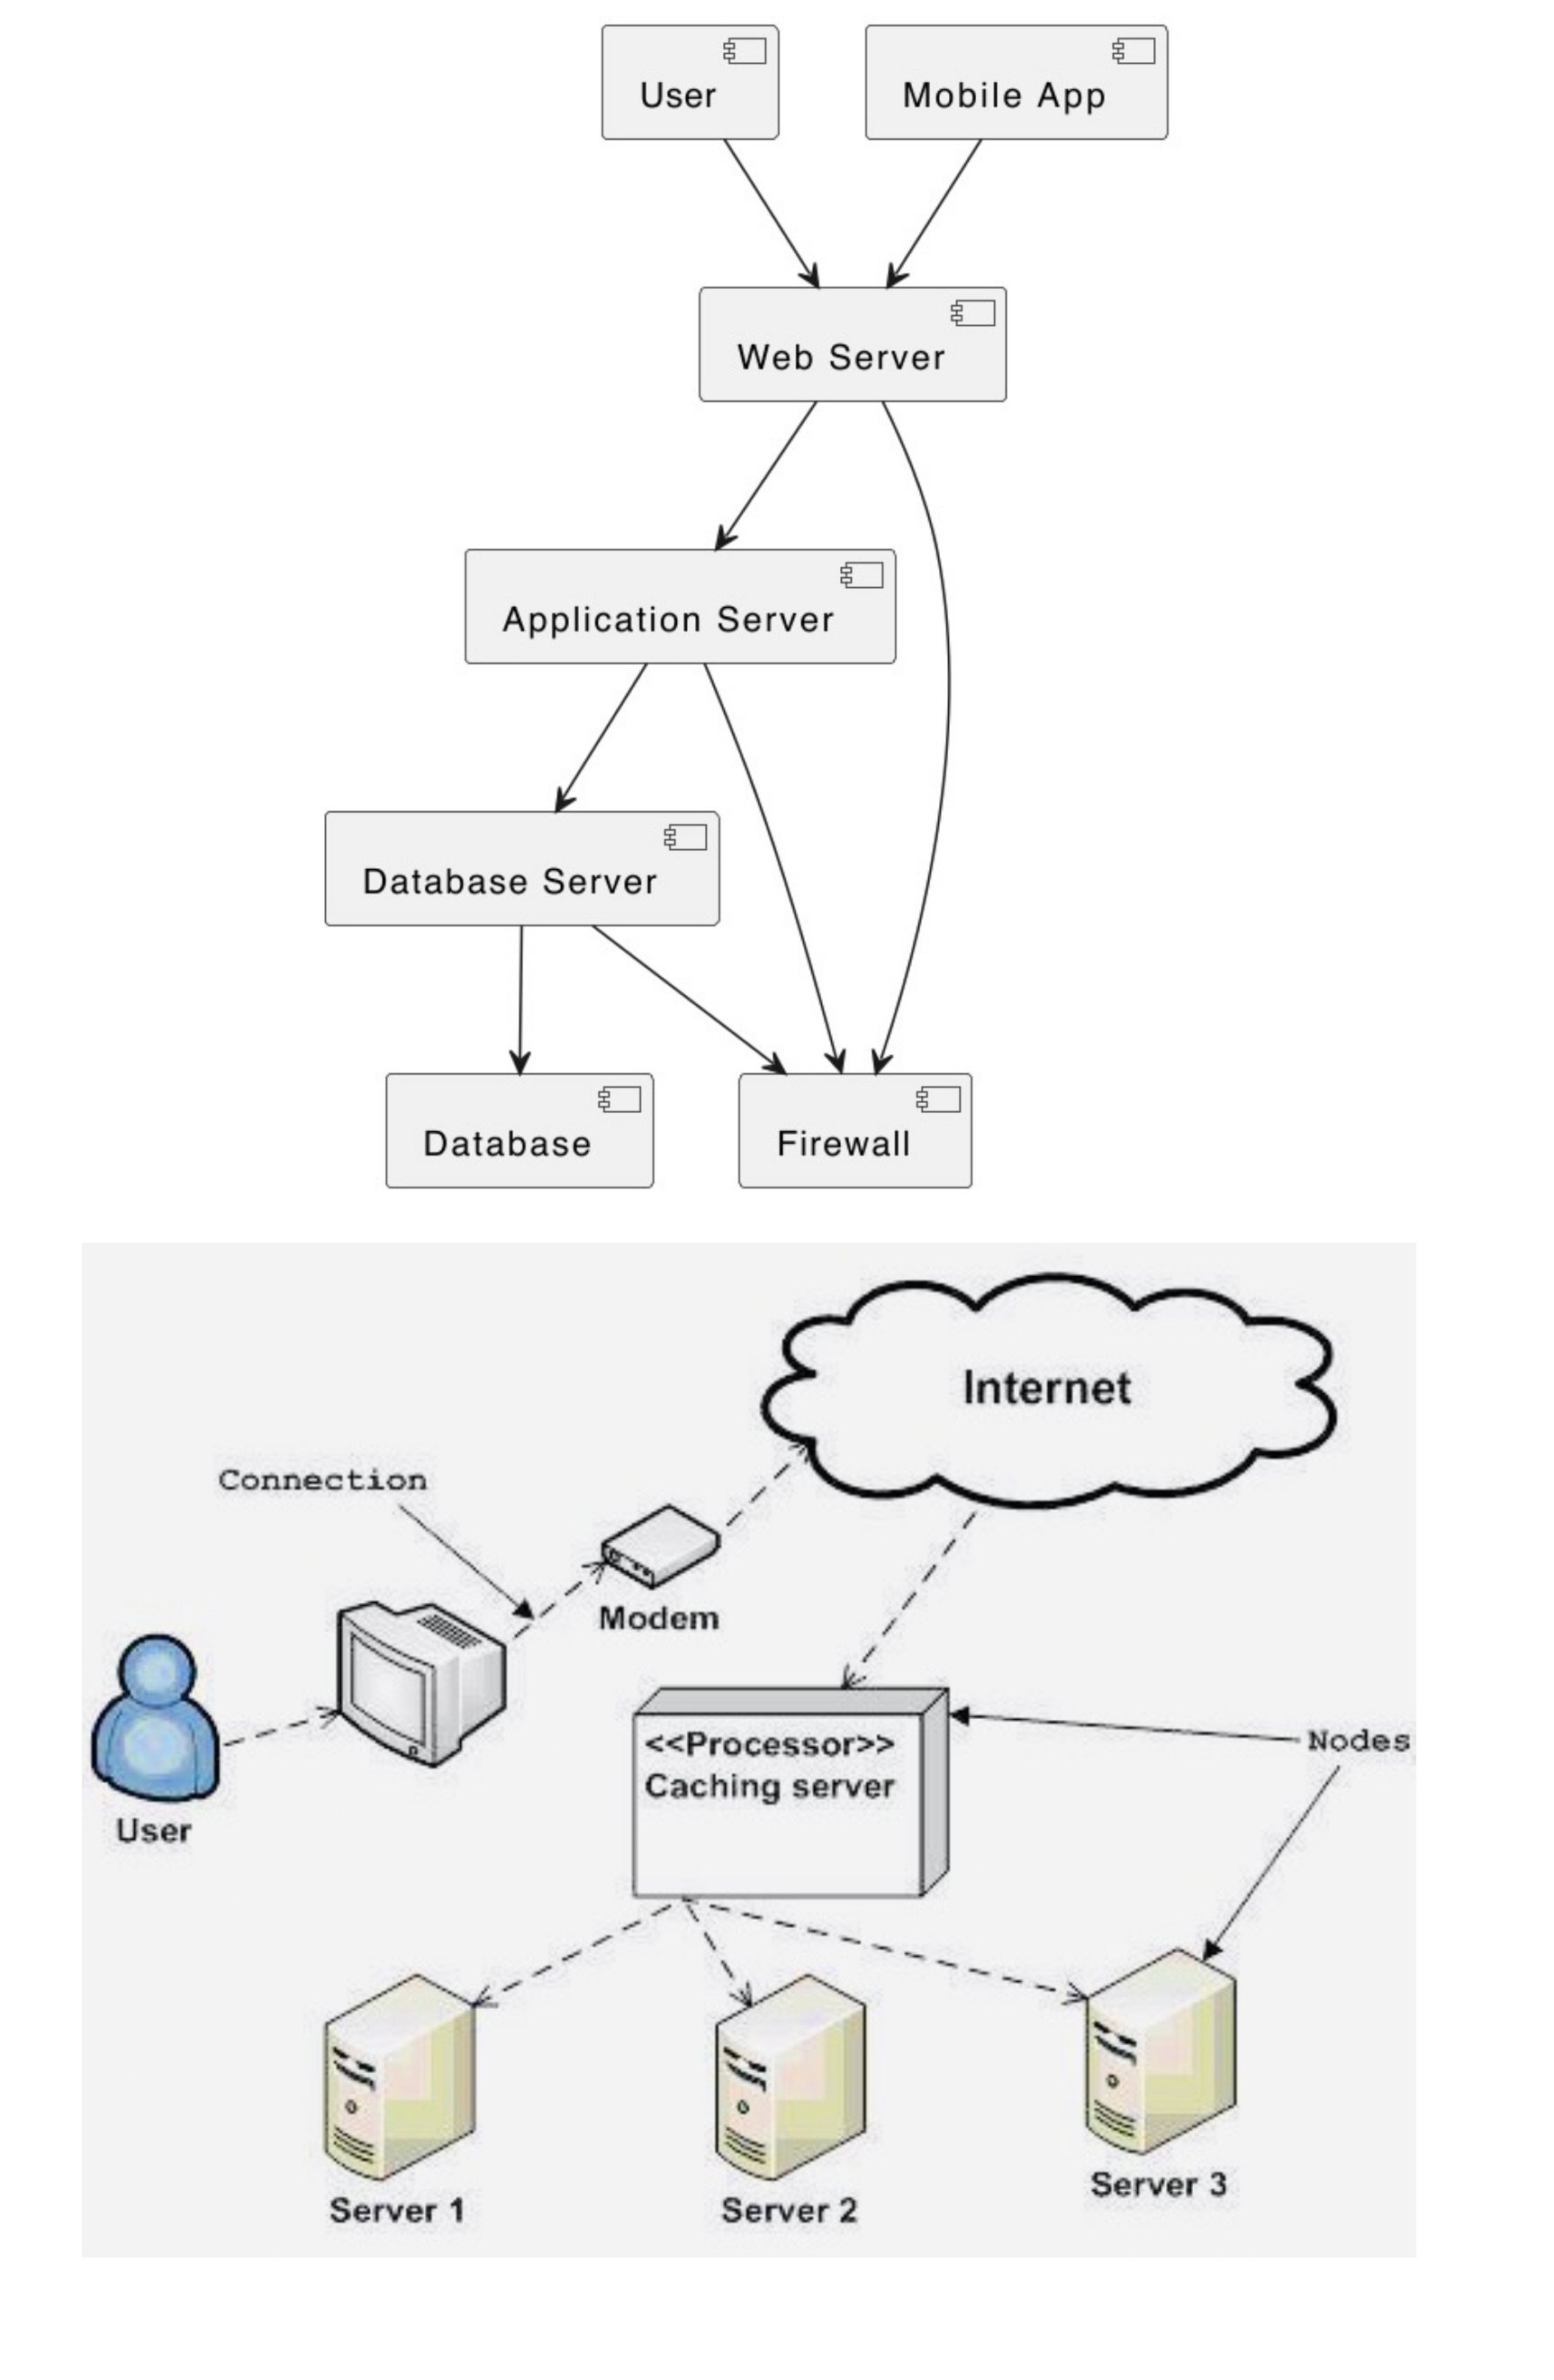 User
Mobile App
Web Server
Application Server
Database Server
Database
Firewall
Internet
Connection
Modem
<<Processor>>
Caching server
Nodes
User
Server 1
Server 2
Server 3